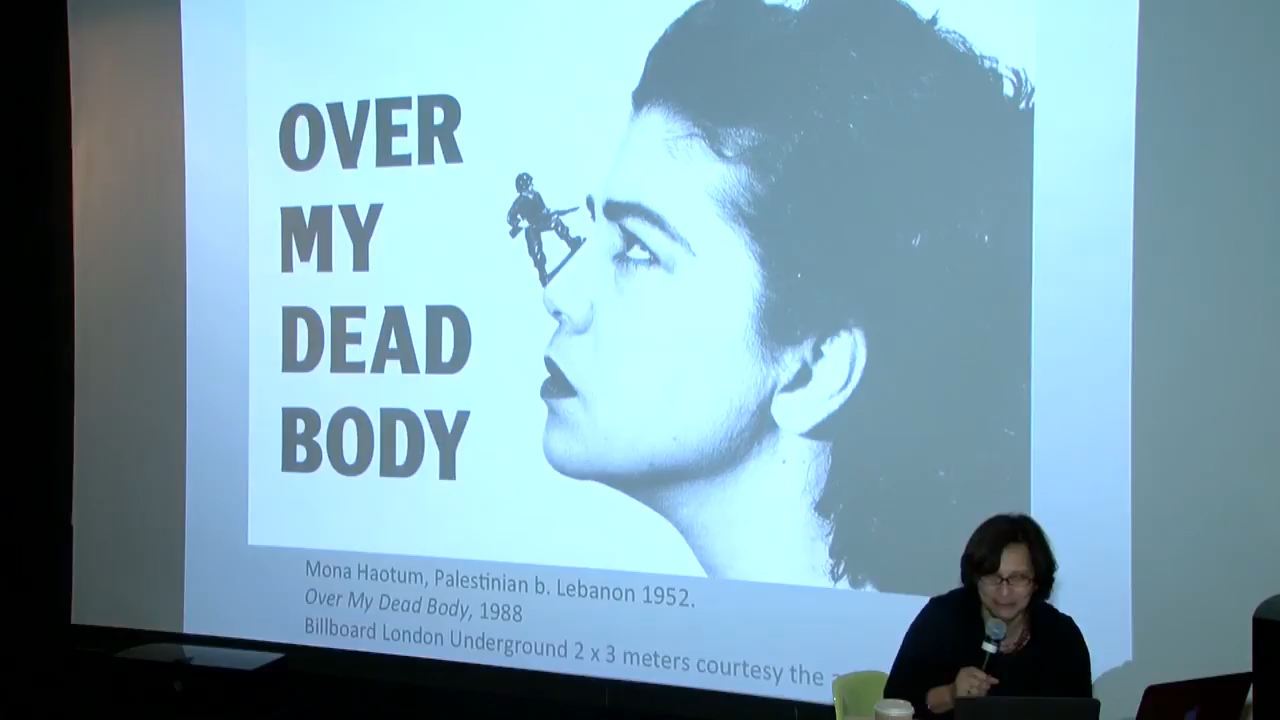 OVER
MY
DEAD
BODY
Mona Haotum, Palestinian b. Lebanon 1952.
Over My Dead Body, 1988
Billboard London Underground 2 x 3 meters courtesy the